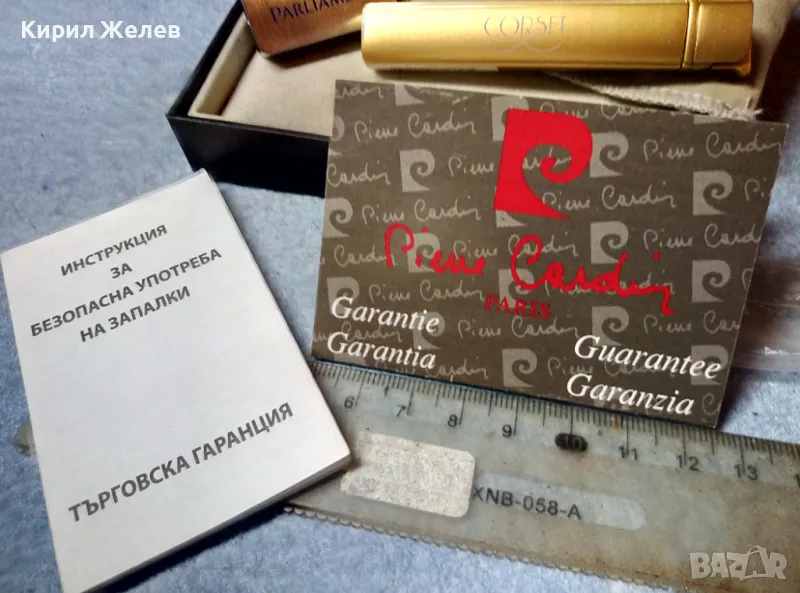 Кирил Желев
PARLIAME
CORSET
Pierre Cardin
PARIS
Garantie
Garantia
Guarantee
Garanzia
ИНСТРУКЦИЯ
ЗА
БЕЗОПАСНА УПОТРЕБА
НА ЗАПАЛКИ
ТЪРГОВСКА ГАРАНЦИЯ
6 7 8 9 10 11 12 13
XNB-058-A
BAZAR